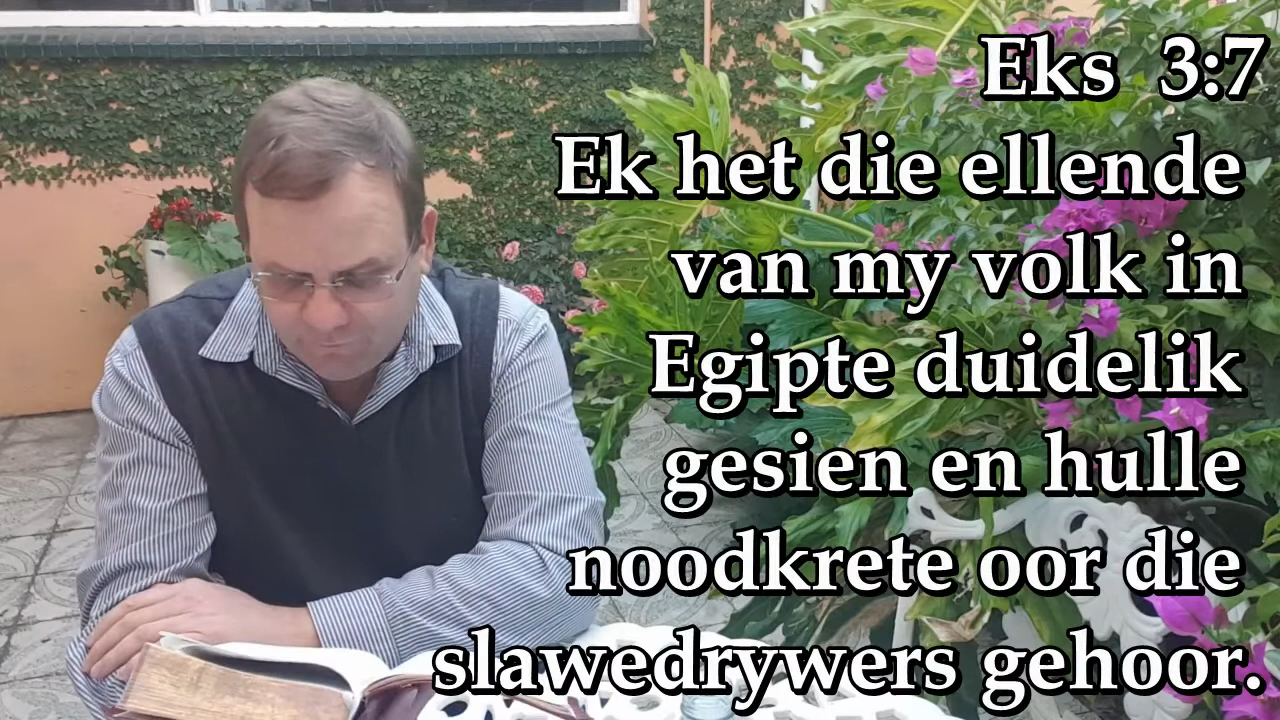 Eks 3:7
Ek het die ellende
van my volk in
Egipte duidelik
gesien en hulle
noodkrete oor die
slawedrywers gehoor.